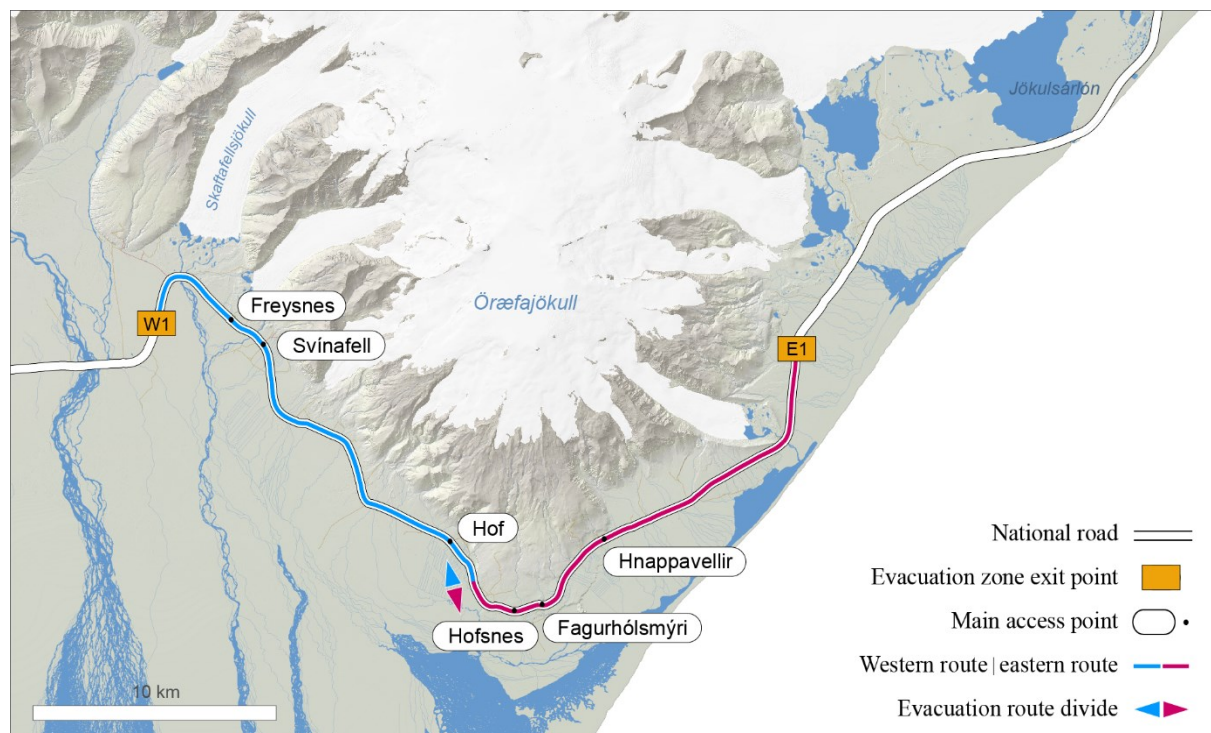 Jökulsárlón
Skaftafellsjökull
Öræfajökull
Freysnes
W1
Svínafell
E1
Hof
Hnappavellir
Hofsnes
Fagurhólsmýri
10 km
National road
Evacuation zone exit point
Main access point
Western route | eastern route
Evacuation route divide